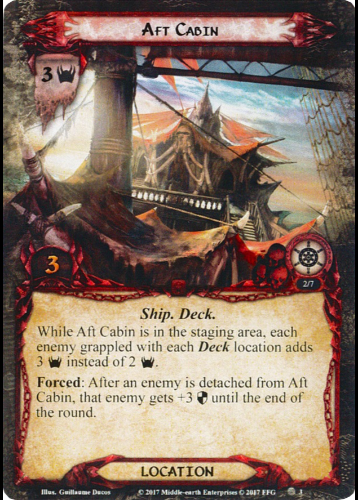 Aft Cabin
3
3
2/7
Ship. Deck.
While Aft Cabin is in the staging area, each
enemy grappled with each Deck location adds
3 instead of 2 .
Forced: After an enemy is detached from Aft
Cabin, that enemy gets +3 until the end of
the round.
LOCATION
Illus. Guillaume Ducos © 2017 Middle-earth Enterprises © 2017 FFG 3